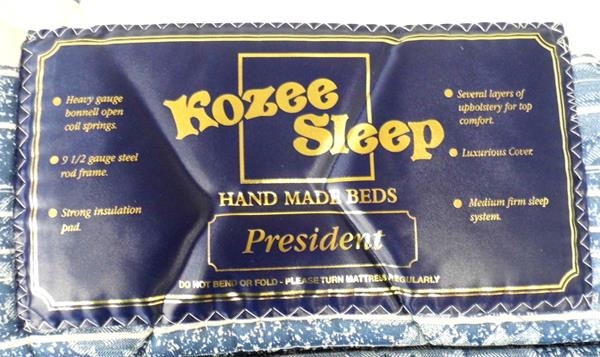 Kozee
Sleep
HAND MADE BEDS
President
Heavy gauge
bonnell open
coil springs.
9 1/2 gauge steel
rod frame.
Strong insulation
pad.
Several layers of
upholstery for top
comfort.
Luxurious Cover.
Medium firm sleep
system.
DO NOT BEND OR FOLD - PLEASE TURN MATTRESS REGULARLY